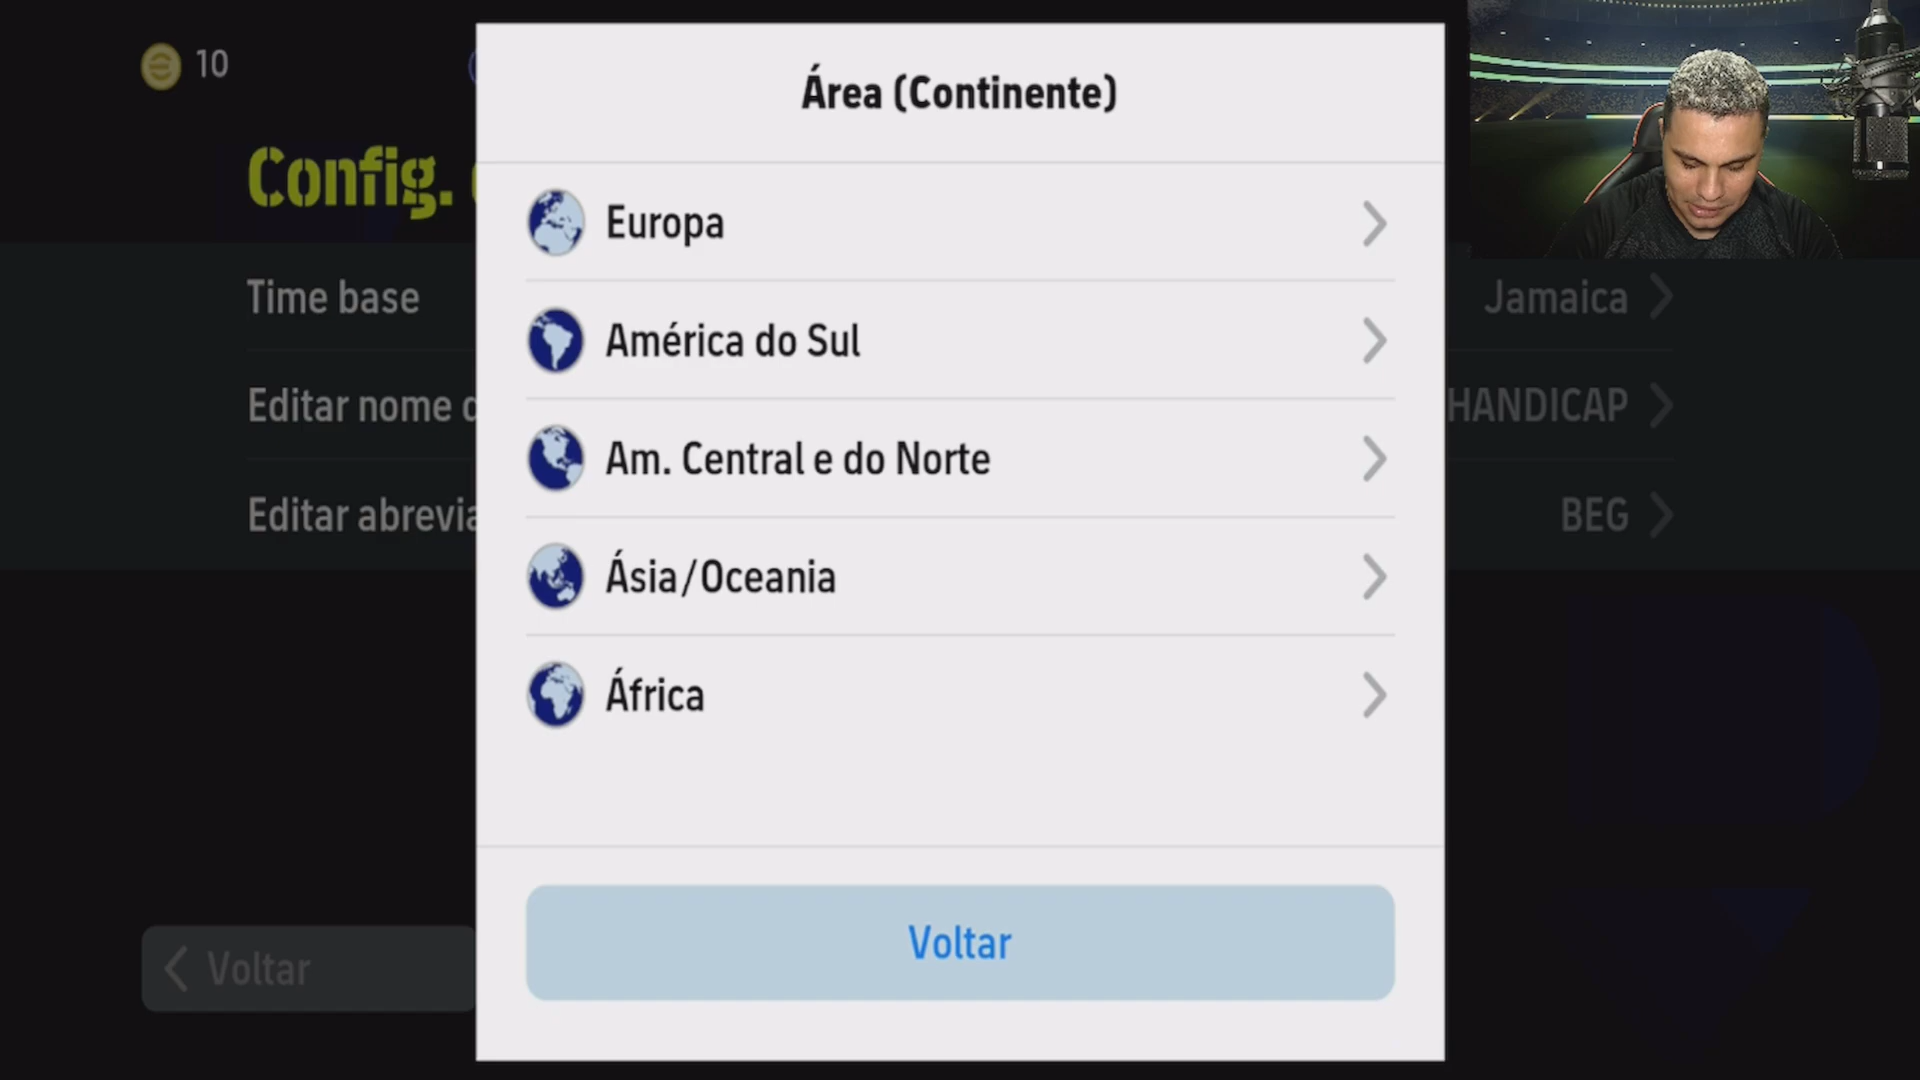 10
Área (Continente)
Config.
Europa
Time base
Jamaica
América do Sul
Editar nome
HANDICAP
Am. Central e do Norte
Editar
BEG
Ásia/Oceania
África
Voltar
Voltar